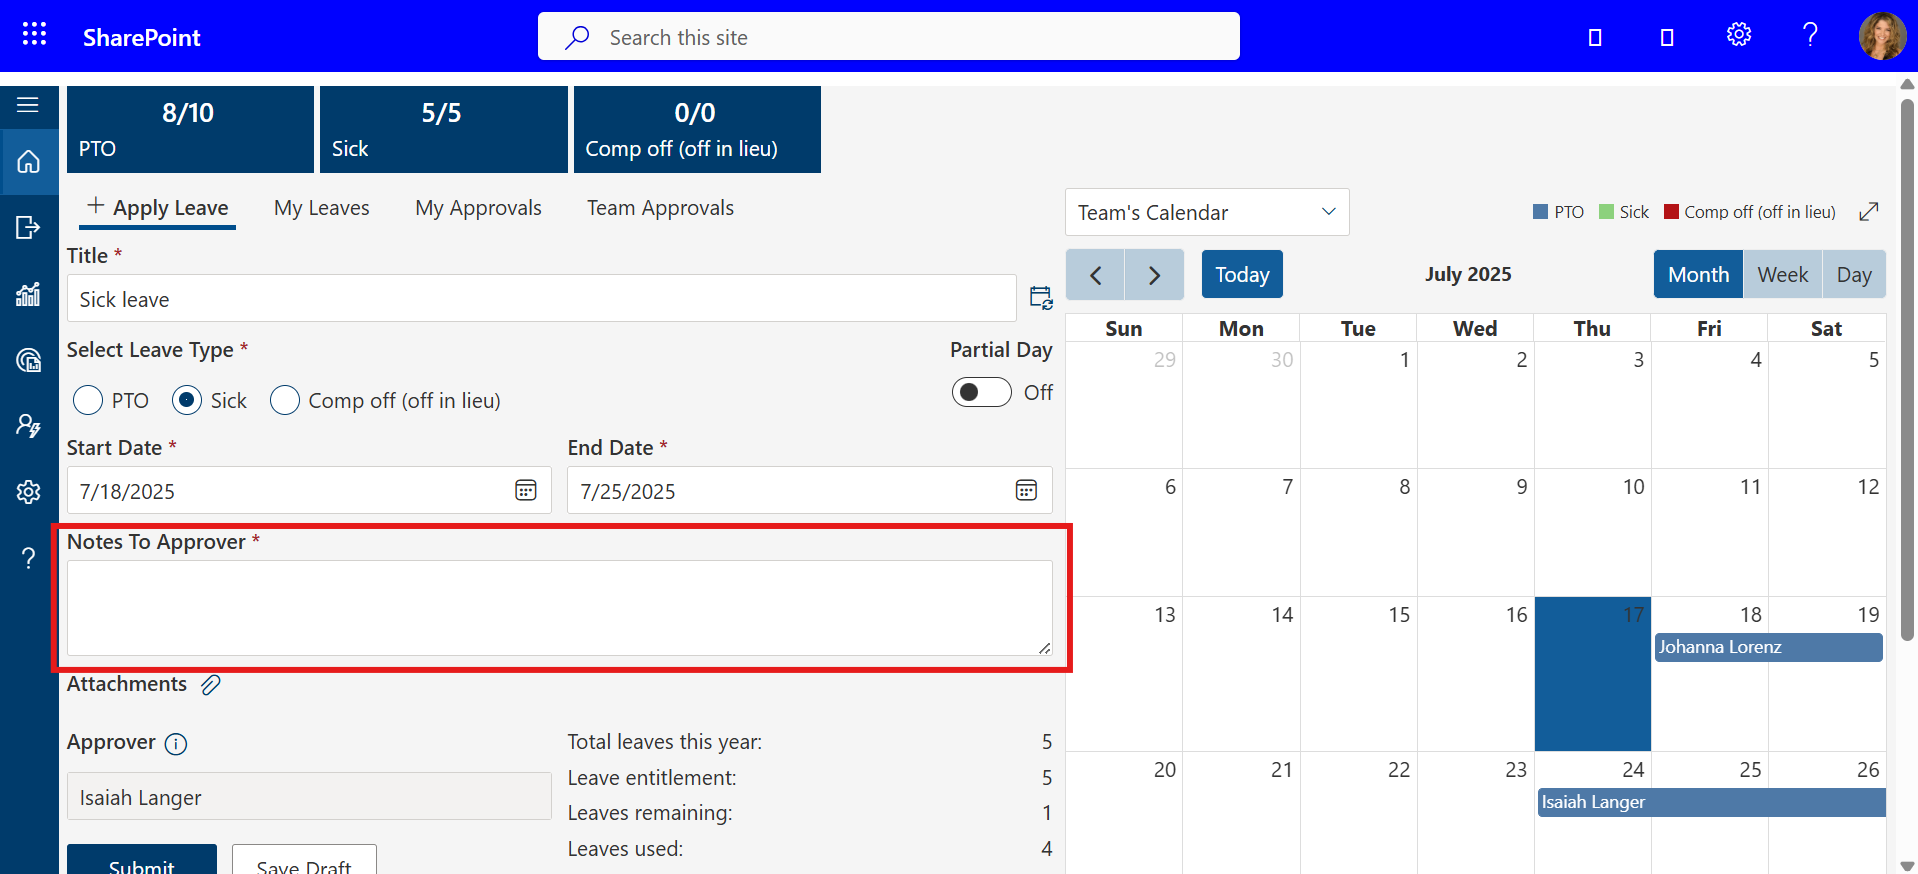 SharePoint
Search this site
8/10
PTO
5/5
Sick
0/0
Comp off (off in lieu)
+ Apply Leave
My Leaves
My Approvals
Team Approvals
Title *
Sick leave
Select Leave Type *
PTO
Sick
Comp off (off in lieu)
Partial Day
Off
Start Date *
7/18/2025
End Date *
7/25/2025
Notes To Approver *
Attachments
Approver
Isaiah Langer
Total leaves this year: 5
Leave entitlement: 5
Leaves remaining: 1
Leaves used: 4
Submit
Save Draft
Team's Calendar
PTO
Sick
Comp off (off in lieu)
Today
July 2025
Month
Week
Day
Sun Mon Tue Wed Thu Fri Sat
29 30 1 2 3 4 5
6 7 8 9 10 11 12
13 14 15 16 17 18 19
Johanna Lorenz
20 21 22 23 24 25 26
Isaiah Langer